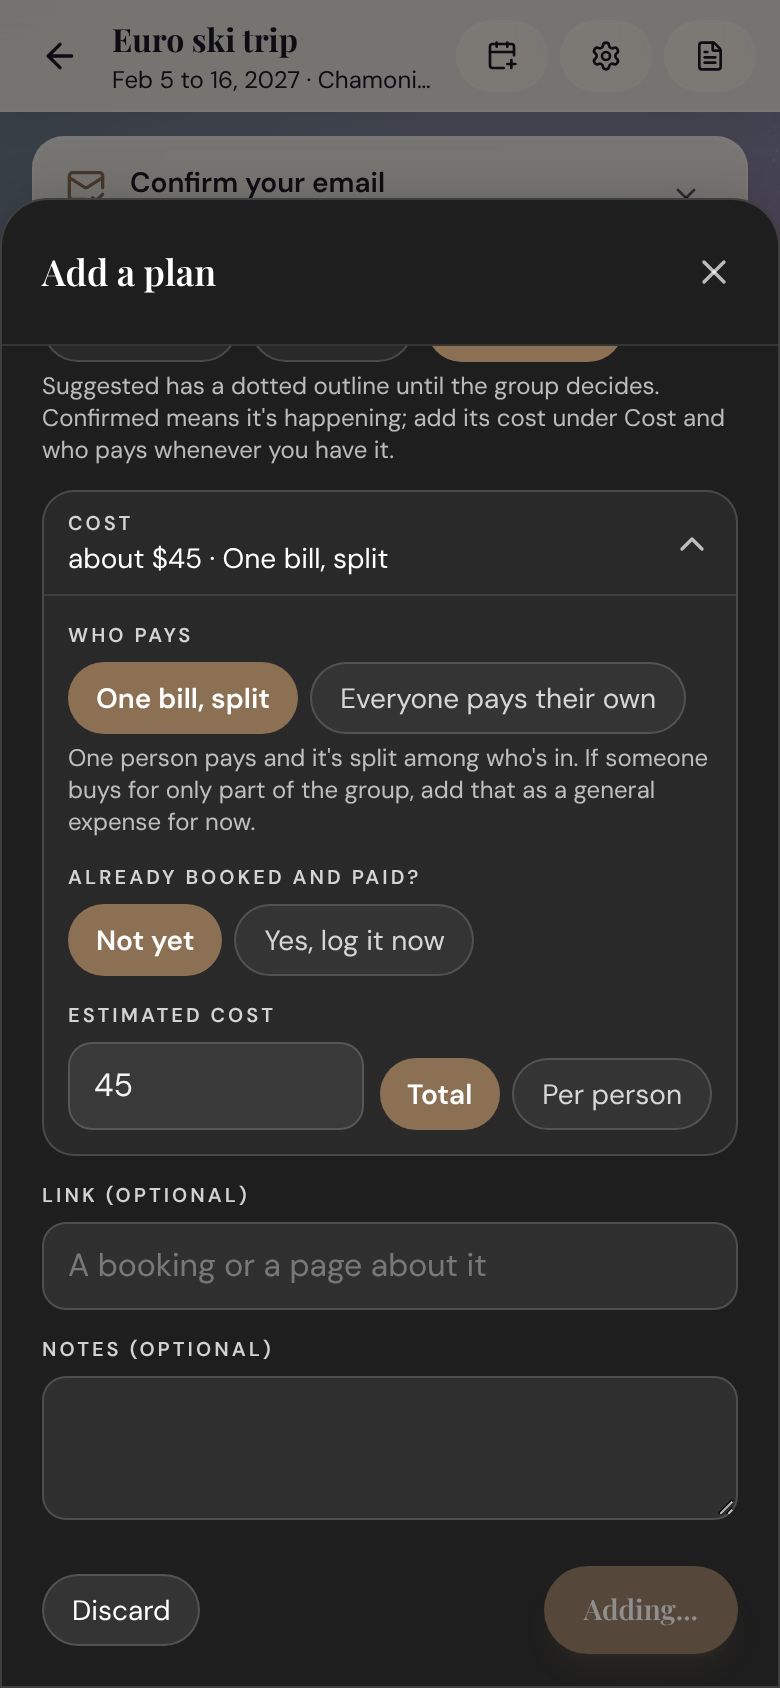 Euro ski trip
Feb 5 to 16, 2027 · Chamoni...
Confirm your email
Add a plan
Suggested has a dotted outline until the group decides.
Confirmed means it's happening; add its cost under Cost and
who pays whenever you have it.
COST
about $45 · One bill, split
WHO PAYS
One bill, split
Everyone pays their own
One person pays and it's split among who's in. If someone
buys for only part of the group, add that as a general
expense for now.
ALREADY BOOKED AND PAID?
Not yet
Yes, log it now
ESTIMATED COST
45
Total
Per person
LINK (OPTIONAL)
A booking or a page about it
NOTES (OPTIONAL)
Discard
Adding...